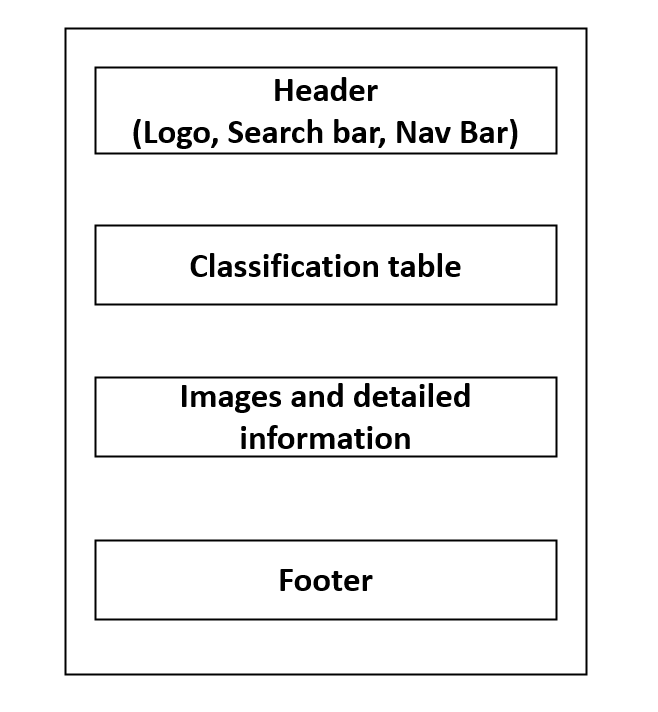 Header
(Logo, Search bar, Nav Bar)
Classification table
Images and detailed
information
Footer